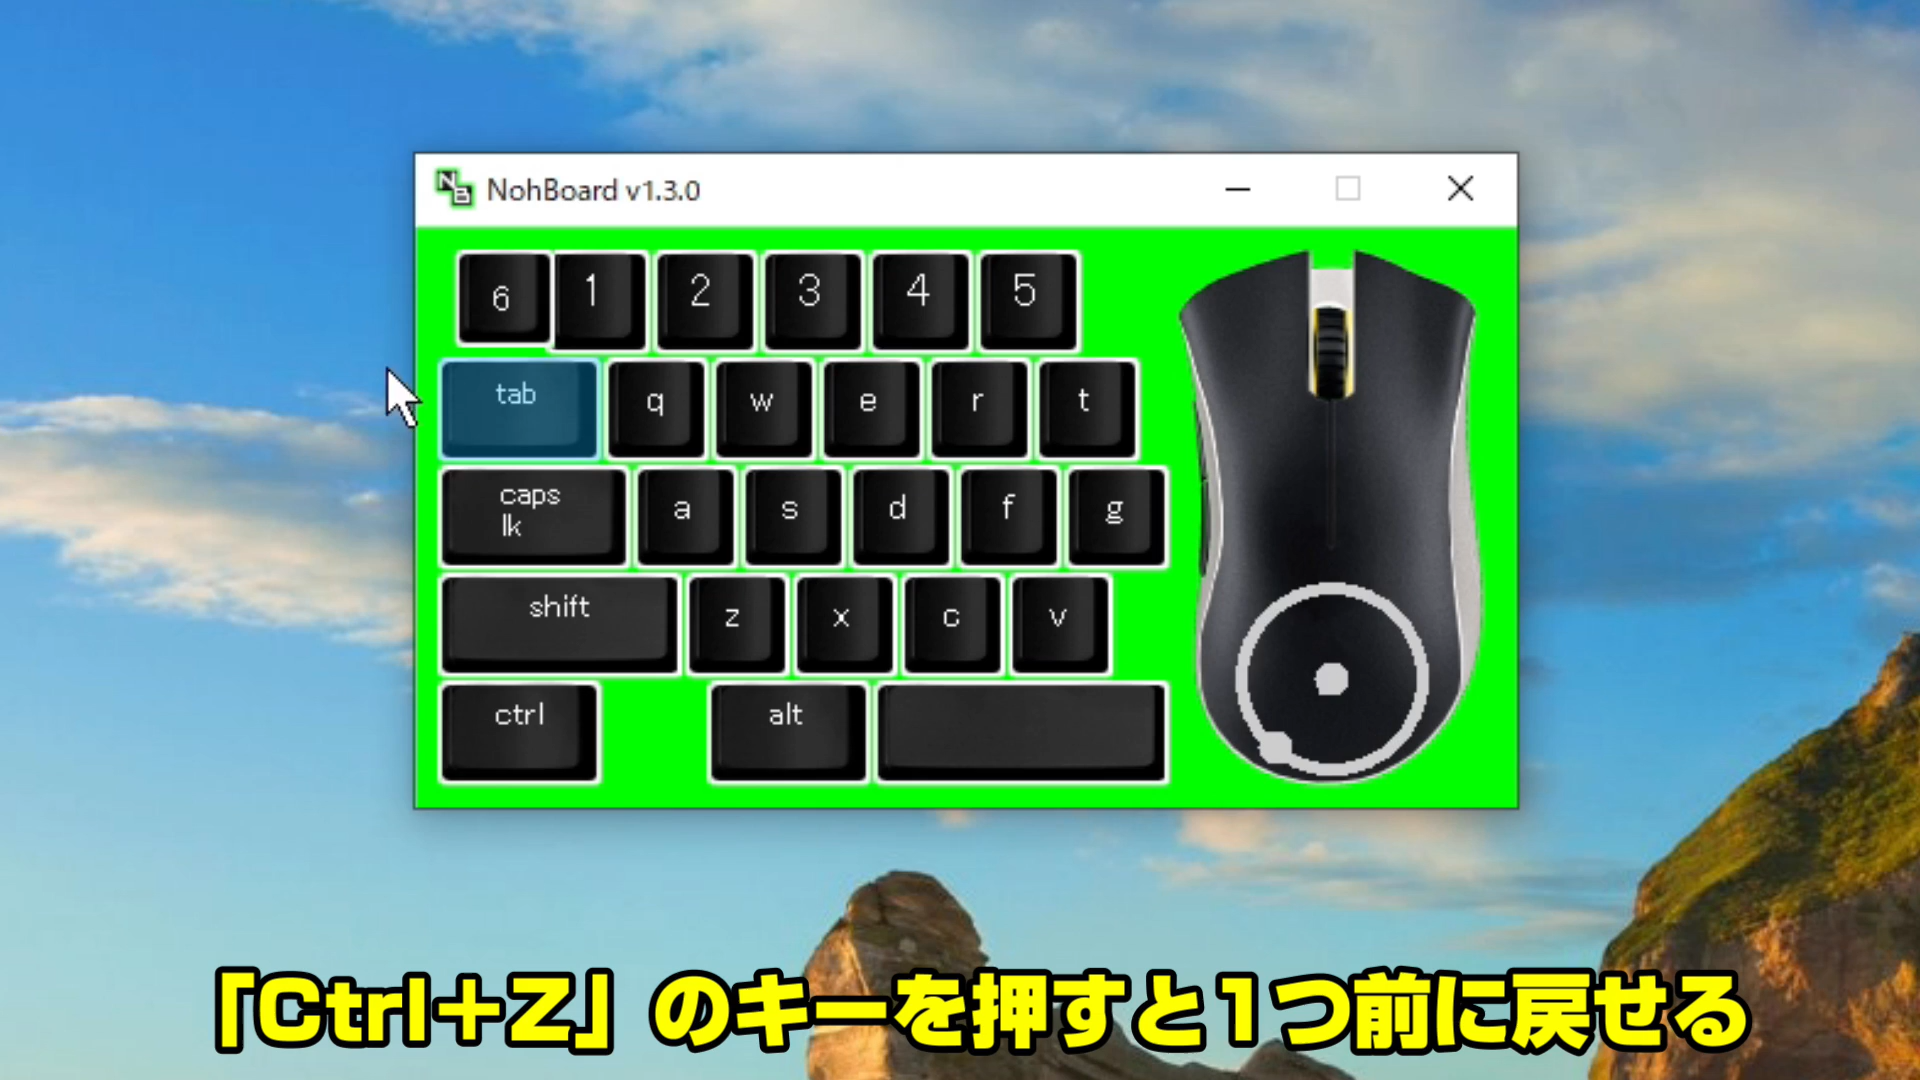 NohBoard v1.3.0
6 1 2 3 4 5
tab q w e r t
caps lk a s d f g
shift z x c v
ctrl alt
「Ctrl+Z」のキーを押すと1つ前に戻せる